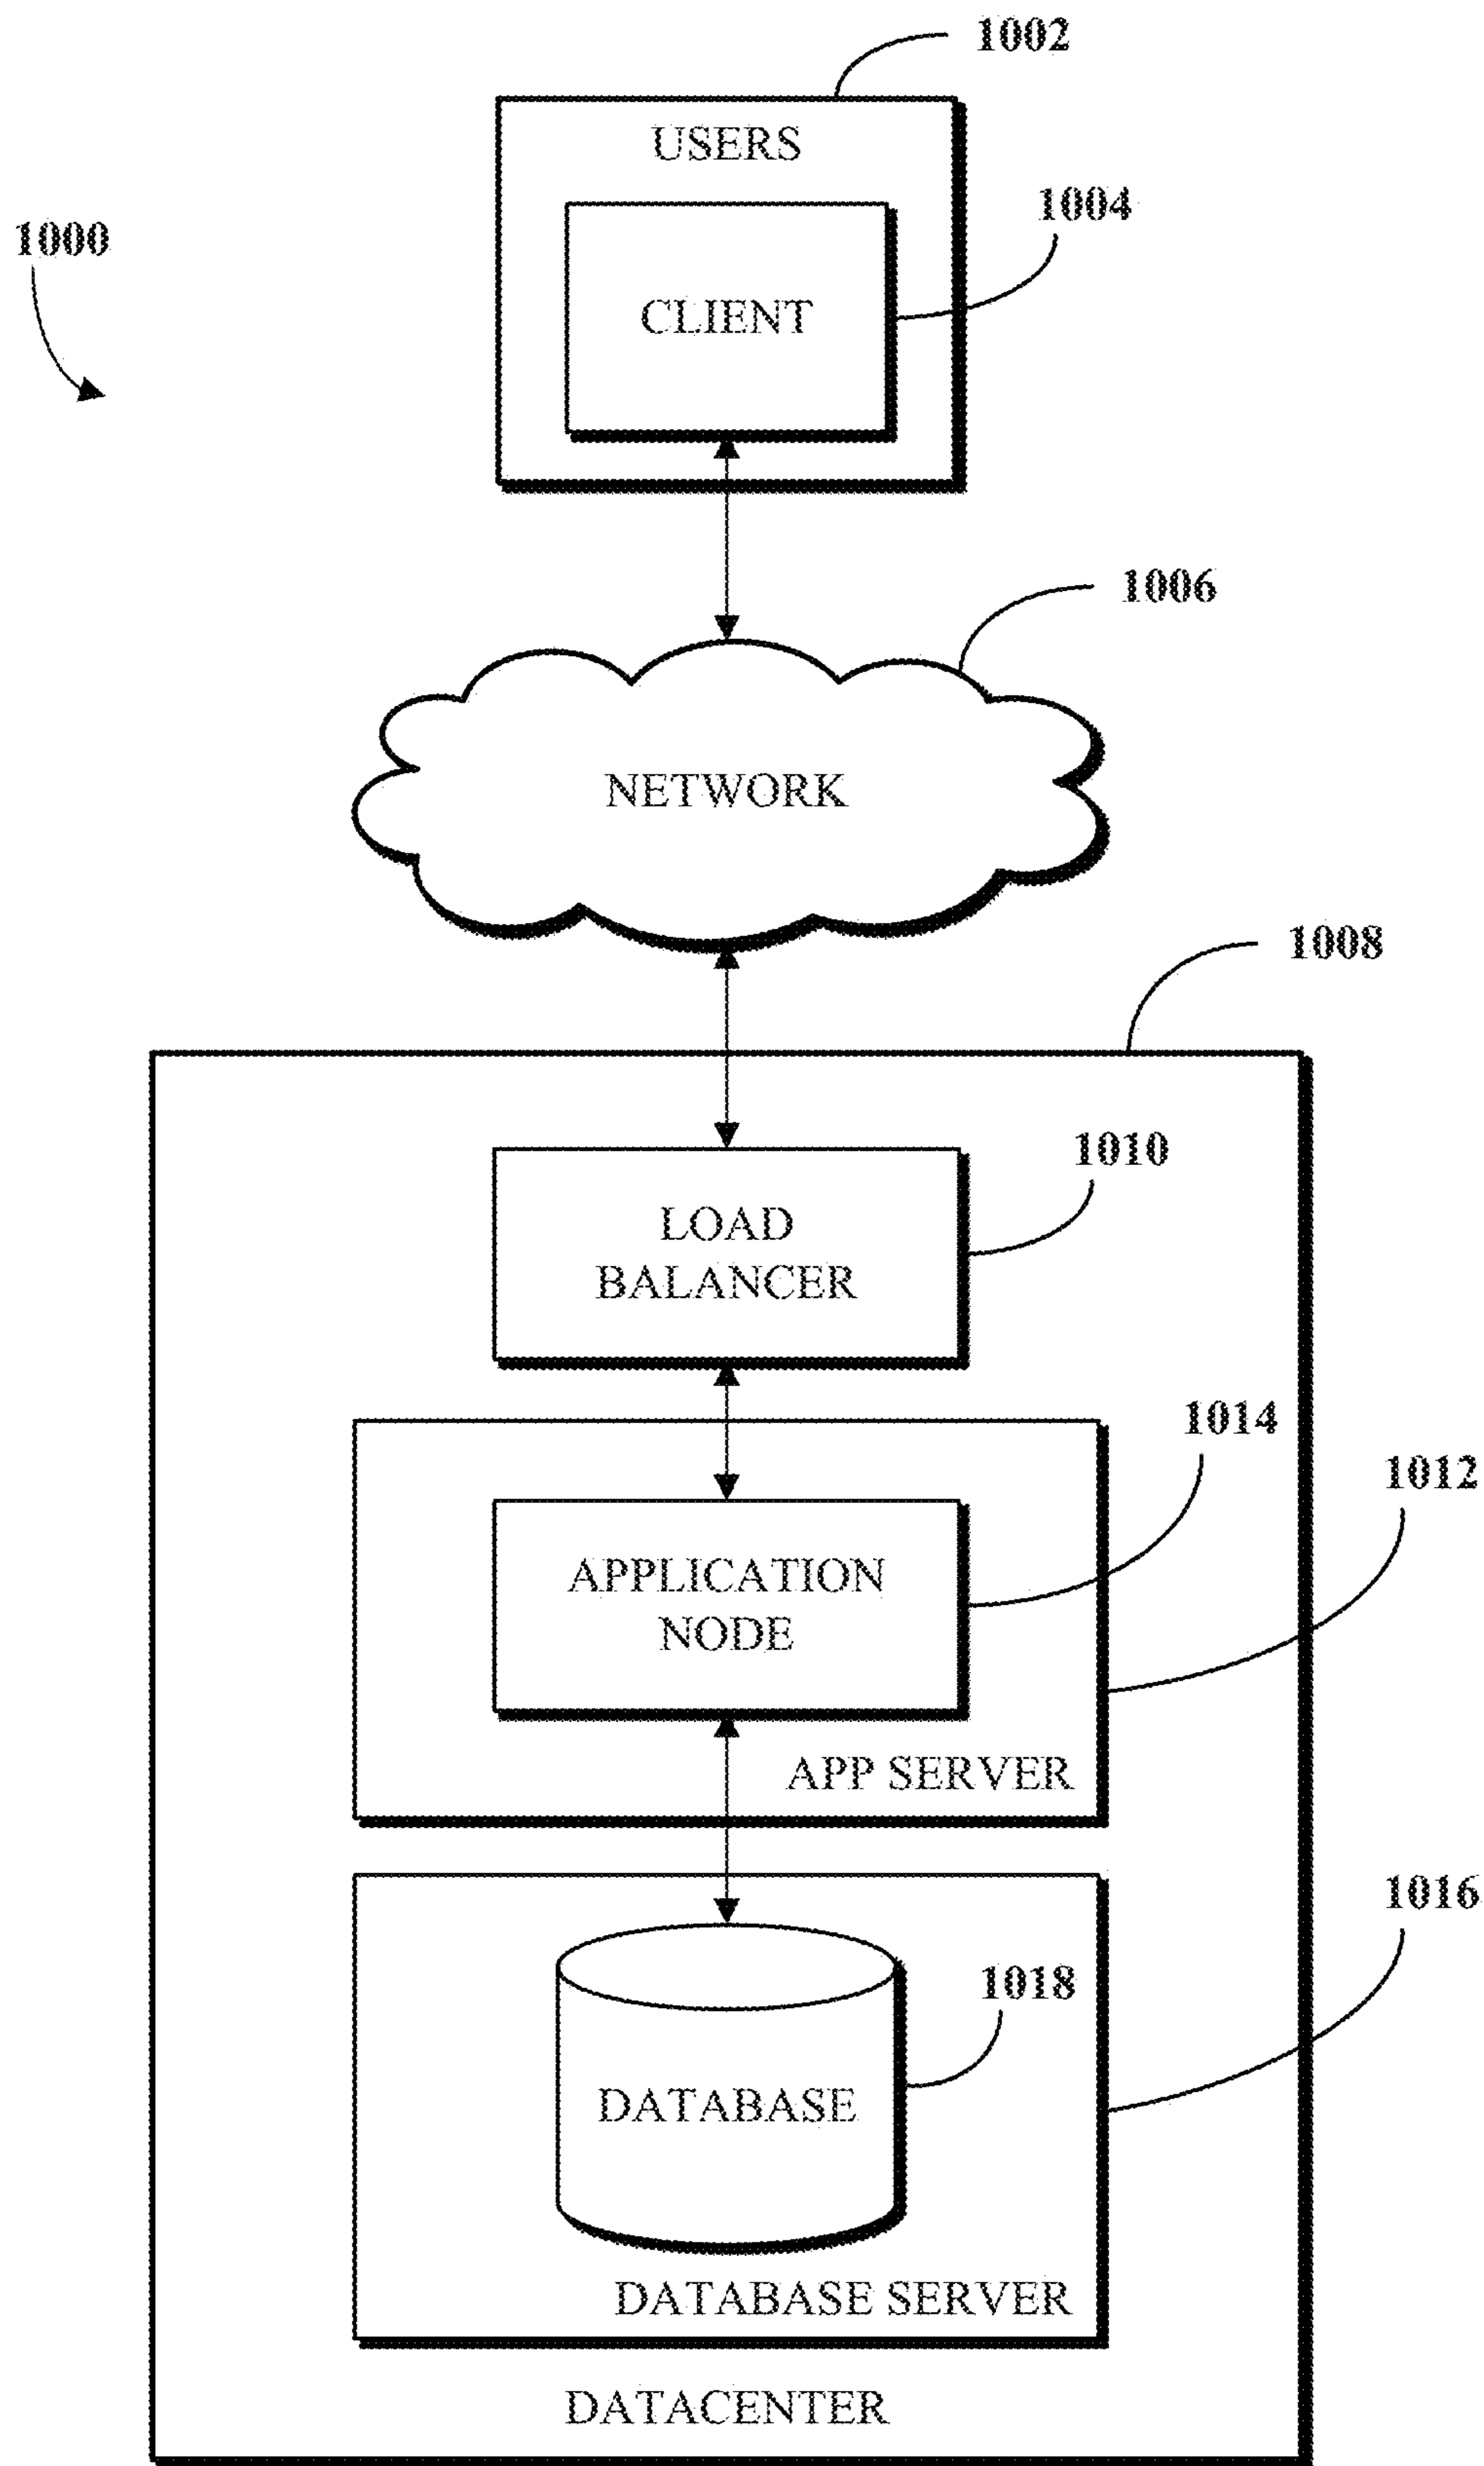 1002
USERS
1004
1000
CLIENT
1006
NETWORK
1008
1010
LOAD
BALANCER
1014
1012
APPLICATION
NODE
APP SERVER
1016
1018
DATABASE
DATABASE SERVER
DATACENTER